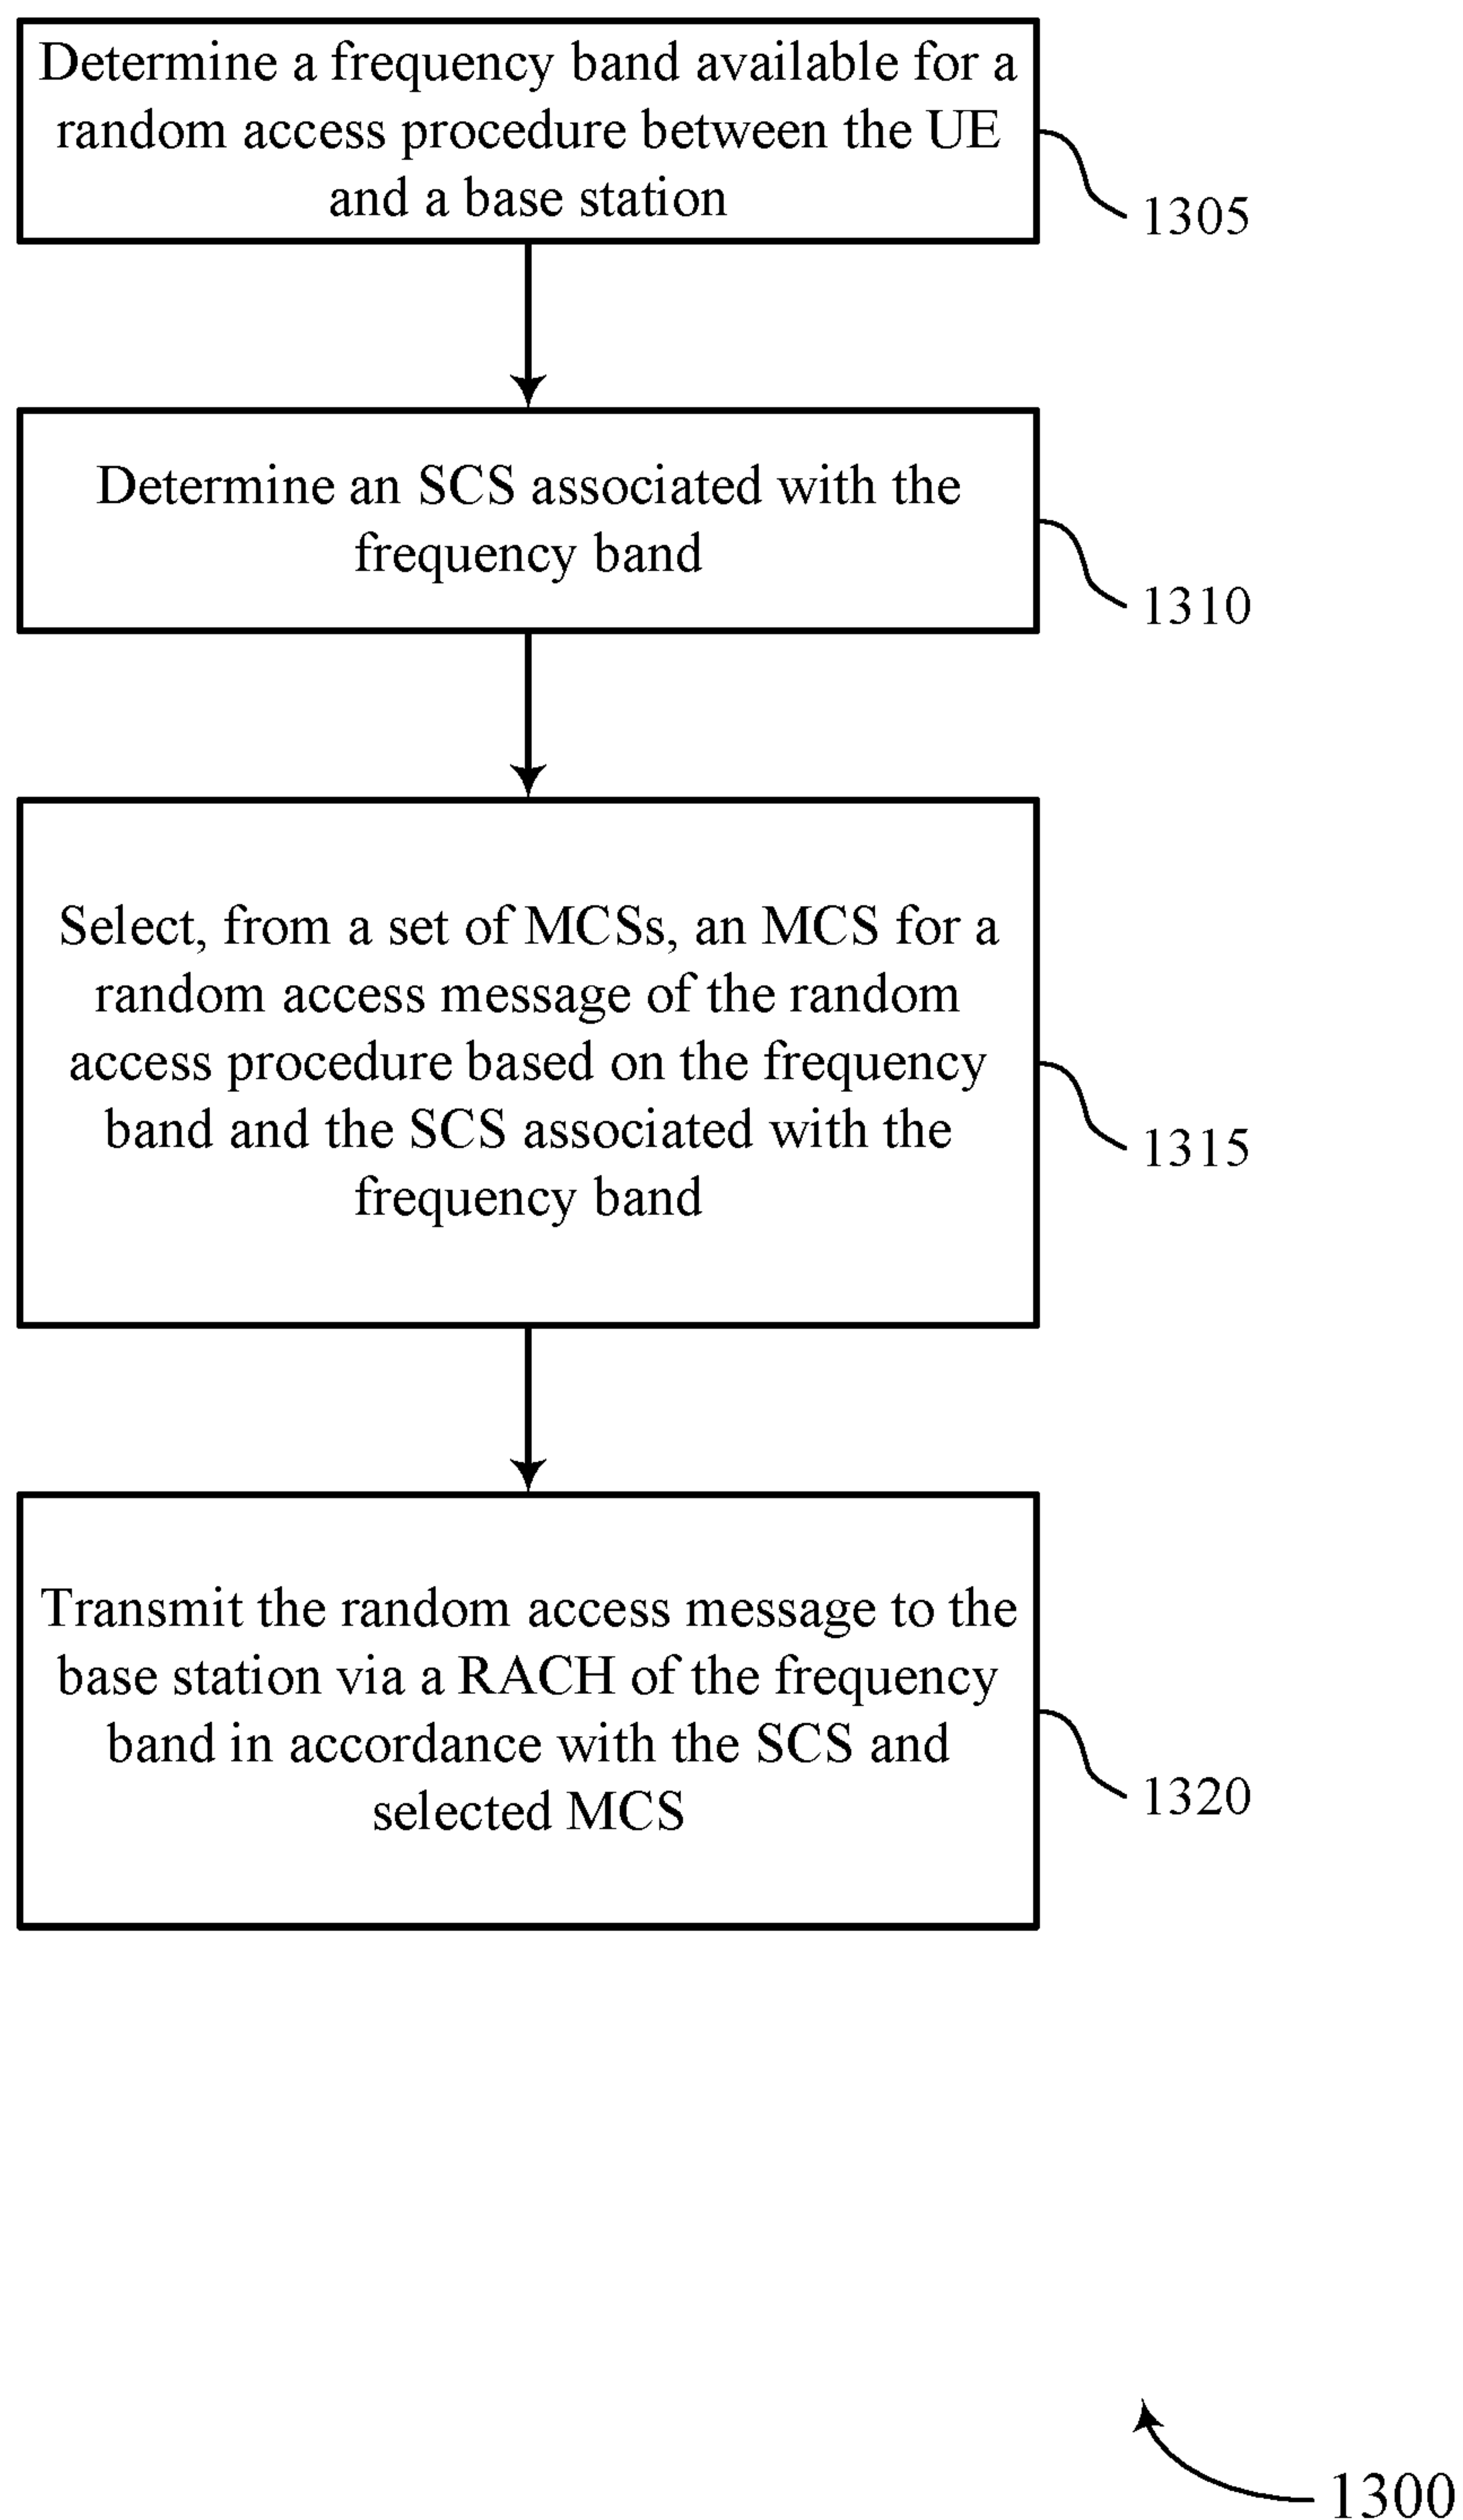 Determine a frequency band available for a
random access procedure between the UE
and a base station
1305
Determine an SCS associated with the
frequency band
1310
Select, from a set of MCSs, an MCS for a
random access message of the random
access procedure based on the frequency
band and the SCS associated with the
frequency band
1315
Transmit the random access message to the
base station via a RACH of the frequency
band in accordance with the SCS and
selected MCS
1320
1300